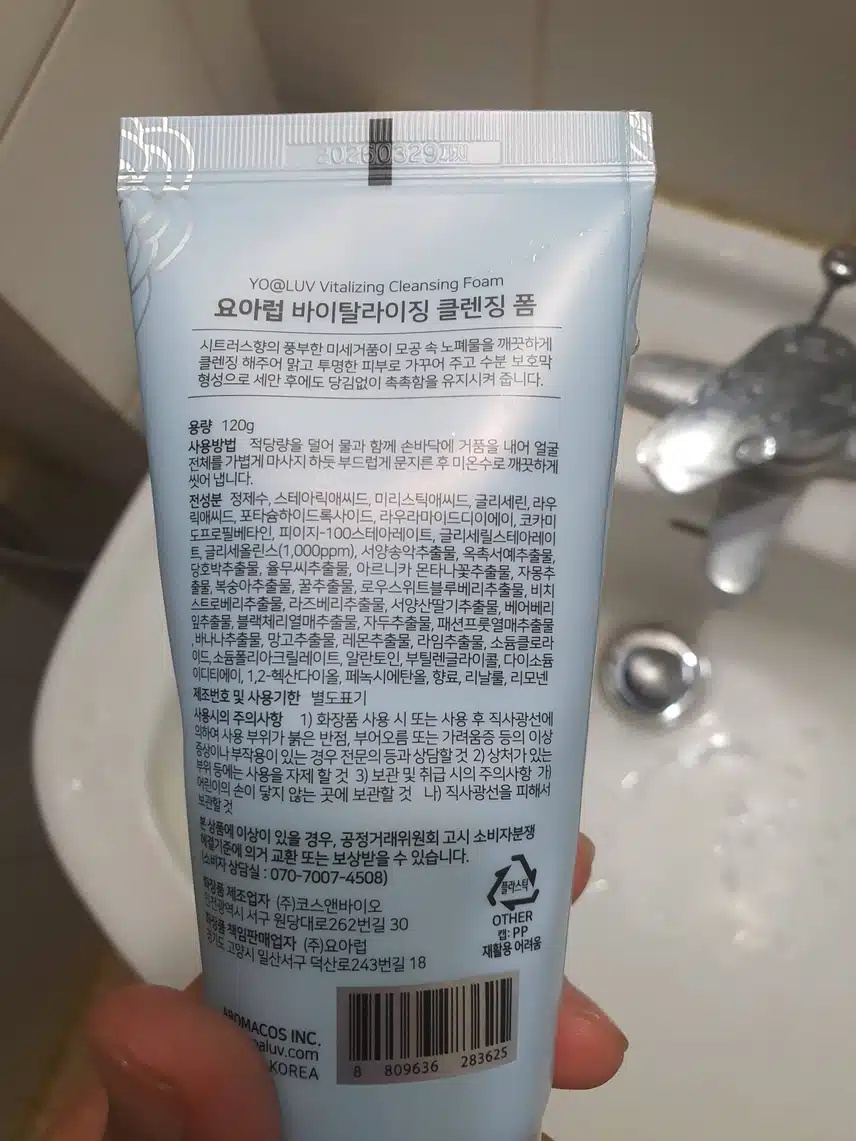 20260329까지
YO@LUV Vitalizing Cleansing Foam
요아럽 바이탈라이징 클렌징 폼
시트러스향의 풍부한 미세거품이 모공 속 노폐물을 깨끗하게
클렌징 해주어 맑고 투명한 피부로 가꾸어 주고 수분 보호막
형성으로 세안 후에도 당김없이 촉촉함을 유지시켜 줍니다.
용량 120g
사용방법 적당량을 덜어 물과 함께 손바닥에 거품을 내어 얼굴
전체를 가볍게 마사지 하듯 부드럽게 문지른 후 미온수로 깨끗하게
씻어 냅니다.
전성분 정제수, 스테아릭애씨드, 미리스틱애씨드, 글리세린, 라우
릭애씨드, 포타슘하이드록사이드, 라우라마이드디이에이, 코카미
도프로필베타인, 피이지-100스테아레이트, 글리세릴스테아레이
트, 글리세올린스(1,000ppm), 서양송악추출물, 옥촉서예추출물,
당호박추출물, 율무씨추출물, 아르니카 몬타나꽃추출물, 자몽추
출물, 복숭아추출물, 꿀추출물, 로우스위트블루베리추출물, 비치
스트로베리추출물, 라즈베리추출물, 서양산딸기추출물, 베어베리
잎추출물, 블랙체리열매추출물, 자두추출물, 패션프룻열매추출물
, 바나나추출물, 망고추출물, 레몬추출물, 라임추출물, 소듐클로라
이드, 소듐폴리아크릴레이트, 알란토인, 부틸렌글라이콜, 다이소듐
이디티에이, 1,2-헥산다이올, 페녹시에탄올, 향료, 리날룰, 리모넨
제조번호 및 사용기한 별도표기
사용시의 주의사항 1) 화장품 사용 시 또는 사용 후 직사광선에
의하여 사용 부위가 붉은 반점, 부어오름 또는 가려움증 등의 이상
증상이나 부작용이 있는 경우 전문의 등과 상담할 것 2) 상처가 있는
부위 등에는 사용을 자제 할 것 3) 보관 및 취급 시의 주의사항 가)
어린이의 손이 닿지 않는 곳에 보관할 것 나) 직사광선을 피해서
보관할 것
본 상품에 이상이 있을 경우, 공정거래위원회 고시 소비자분쟁
해결기준에 의거 교환 또는 보상받을 수 있습니다.
(소비자 상담실 : 070-7007-4508)
화장품 제조업자 (주)코스앤바이오
인천광역시 서구 원당대로262번길 30
화장품 책임판매업자 (주)요아럽
경기도 고양시 일산서구 덕산로243번길 18
플라스틱
OTHER
캡: PP
재활용 어려움
AROMACOS INC.
KOREA
8 809636 283625